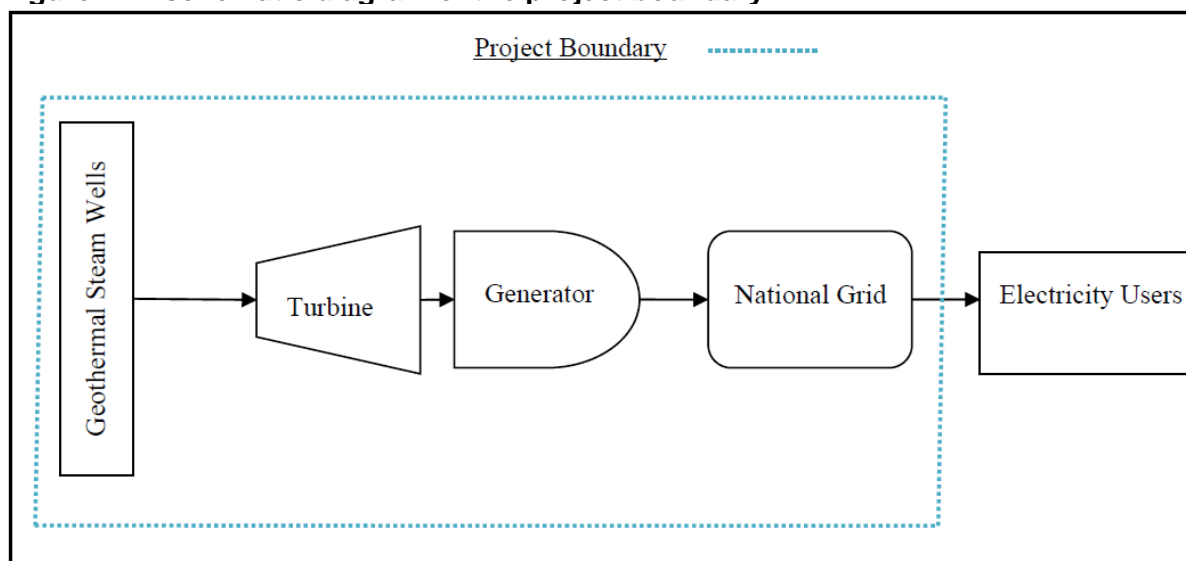 Project Boundary
Geothermal Steam Wells
Turbine
Generator
National Grid
Electricity Users